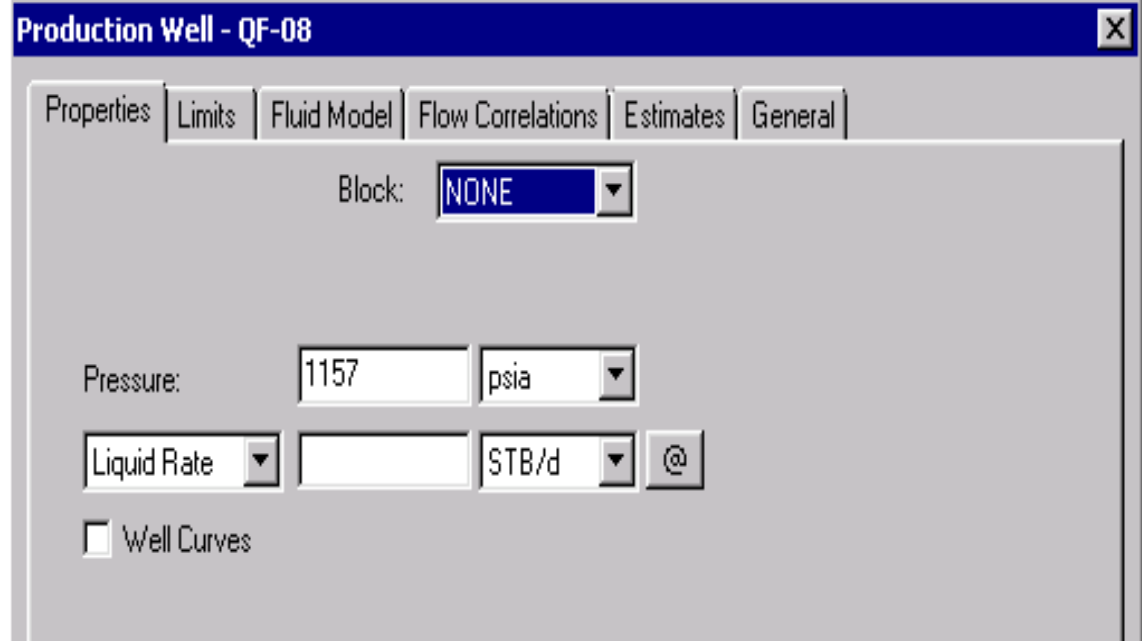 Production Well - QF-08
Properties Limits Fluid Model Flow Correlations Estimates General
Block: NONE
Pressure: 1157 psia
Liquid Rate STB/d @
Well Curves